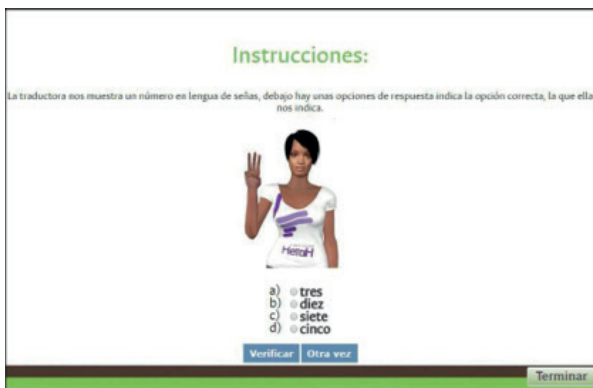 Instrucciones:
La traductora nos muestra un número en lengua de señas, debajo hay unas opciones de respuesta indica la opción correcta, la que ella
nos indica.
HETAH
a) tres
b) diez
c) siete
d) cinco
Verificar Otra vez
Terminar